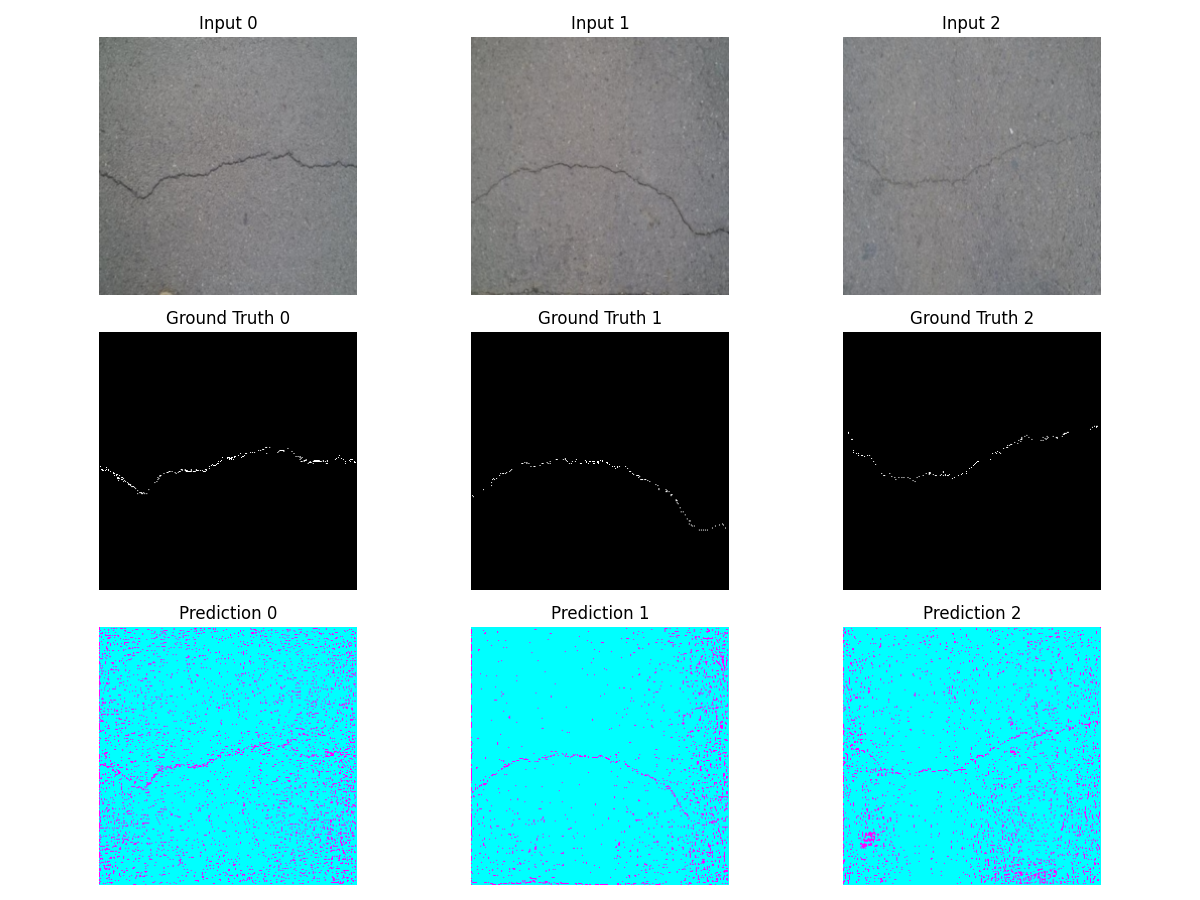 Input 0
Input 1
Input 2
Ground Truth 0
Ground Truth 1
Ground Truth 2
Prediction 0
Prediction 1
Prediction 2